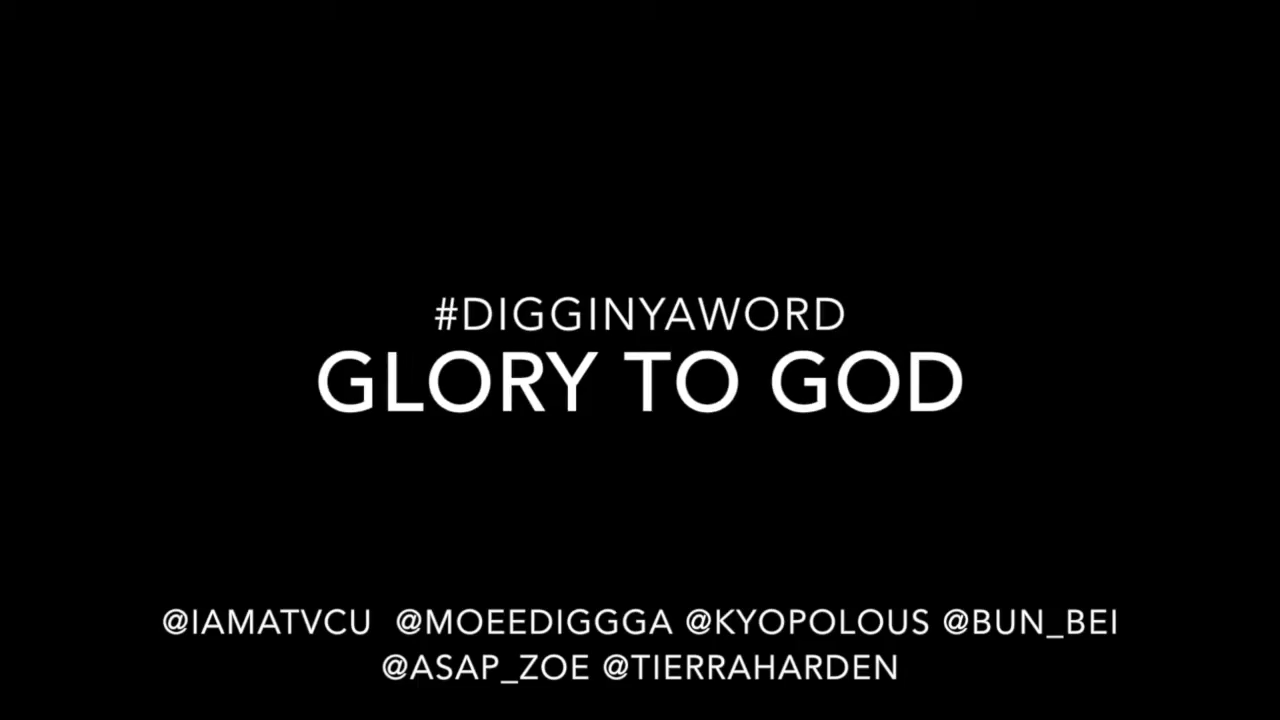 #DIGGINYAWORD
GLORY TO GOD
@IAMATVCU @MOEEDIGGGA @KYOPOLOUS @BUN_BEI
@ASAP_ZOE @TIERRAHARDEN